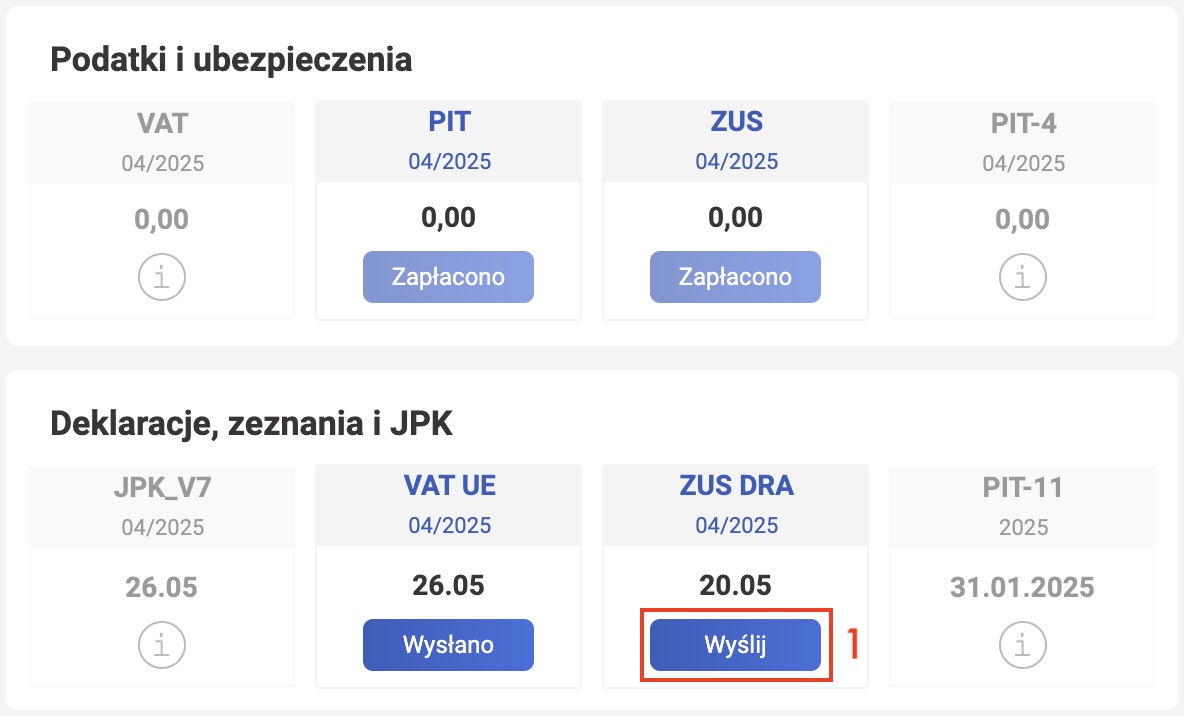 Podatki i ubezpieczenia
VAT
04/2025
0,00
i
PIT
04/2025
0,00
Zapłacono
ZUS
04/2025
0,00
Zapłacono
PIT-4
04/2025
0,00
i
Deklaracje, zeznania i JPK
JPK_V7
04/2025
26.05
i
VAT UE
04/2025
26.05
Wysłano
ZUS DRA
04/2025
20.05
Wyślij
1
PIT-11
2025
31.01.2025
i